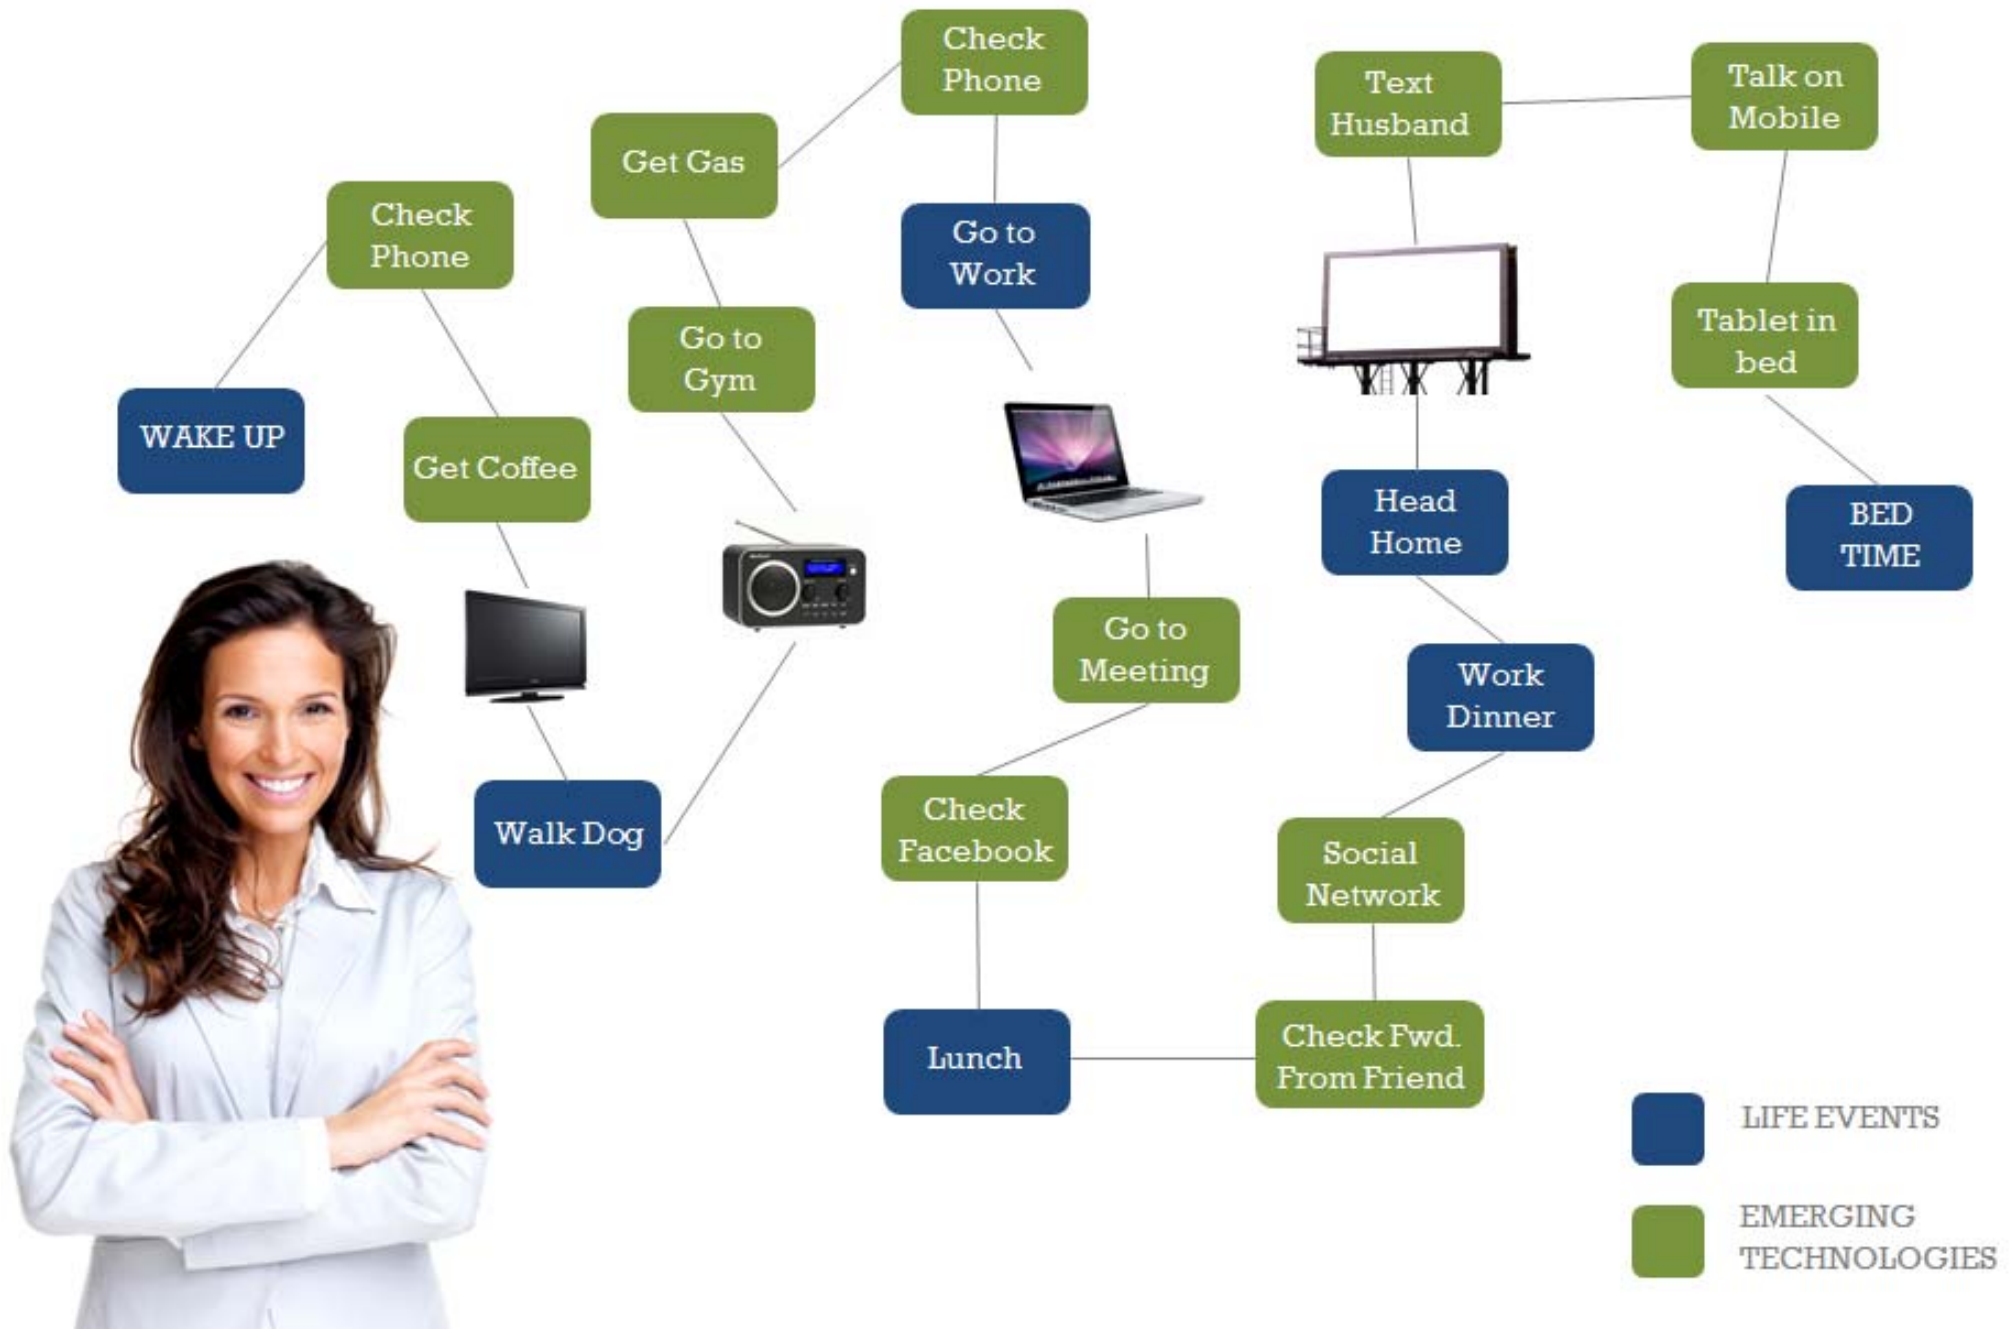 WAKE UP
Check
Phone
Get Coffee
Walk Dog
Go to
Gym
Get Gas
Check
Phone
Go to
Work
Go to
Meeting
Check
Facebook
Lunch
Check Fwd.
From Friend
Social
Network
Work
Dinner
Head
Home
Text
Husband
Talk on
Mobile
Tablet in
bed
BED
TIME
LIFE EVENTS
EMERGING
TECHNOLOGIES